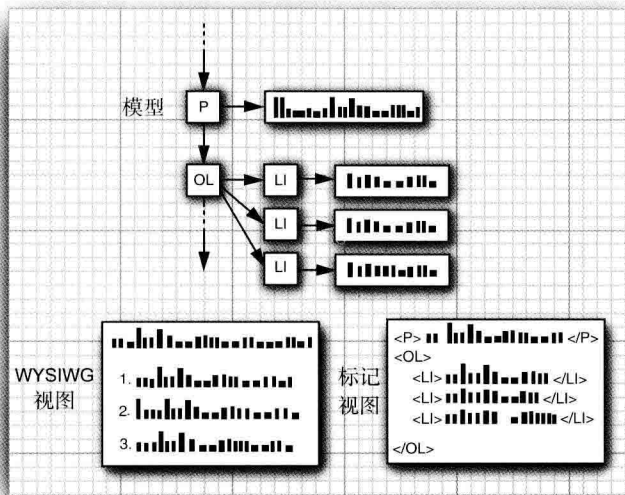 模型
P
OL
LI
LI
LI
WYSIWG
视图
1.
2.
3.
标记
视图
<P> </P>
<OL>
<LI> </LI>
<LI> </LI>
<LI> </LI>
</OL>